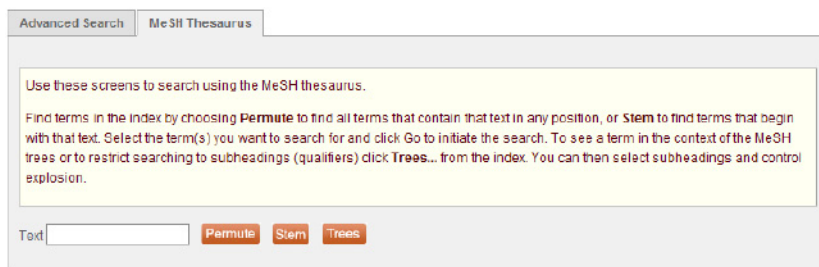 Advanced Search MeSH Thesaurus
Use these screens to search using the MeSH thesaurus.
Find terms in the index by choosing Permute to find all terms that contain that text in any position, or Stem to find terms that begin
with that text. Select the term(s) you want to search for and click Go to initiate the search. To see a term in the context of the MeSH
trees or to restrict searching to subheadings (qualifiers) click Trees... from the index. You can then select subheadings and control
explosion.
Text Permute Stem Trees